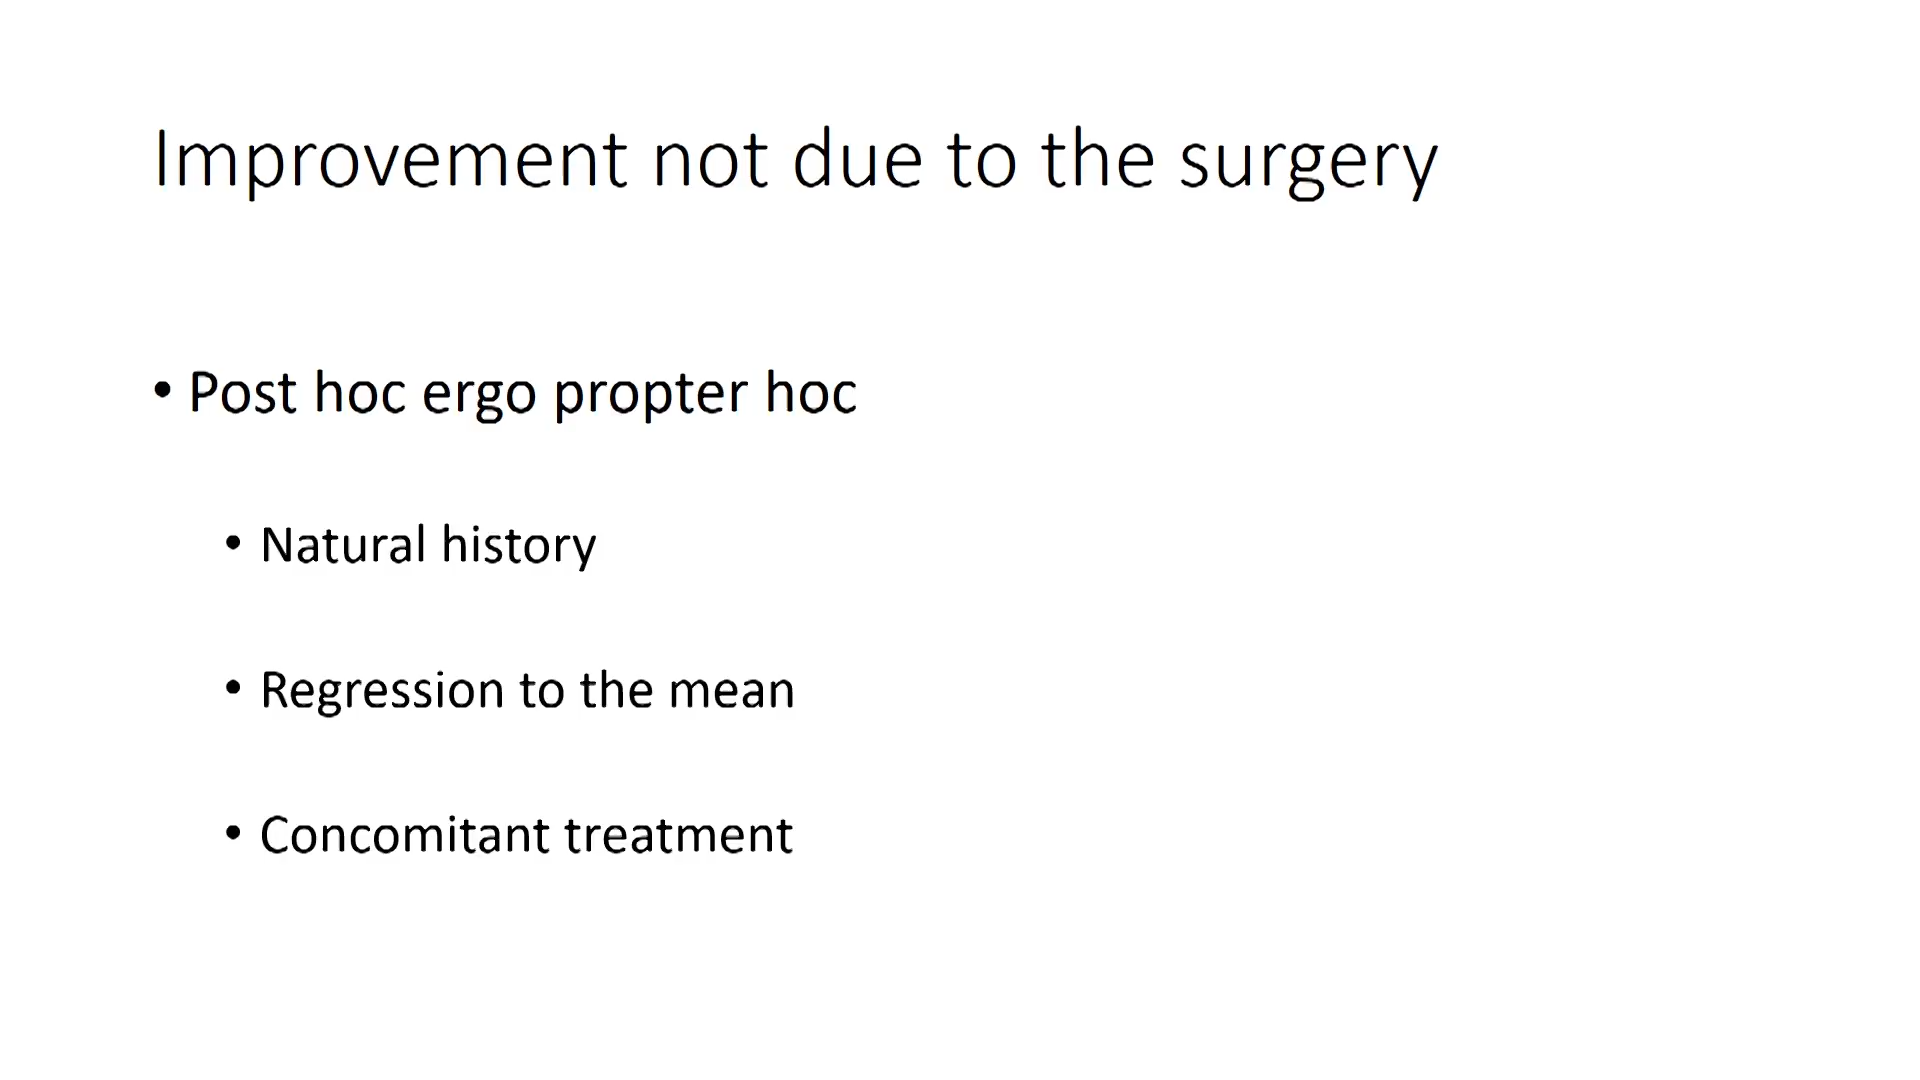 Improvement not due to the surgery
• Post hoc ergo propter hoc
• Natural history
• Regression to the mean
• Concomitant treatment